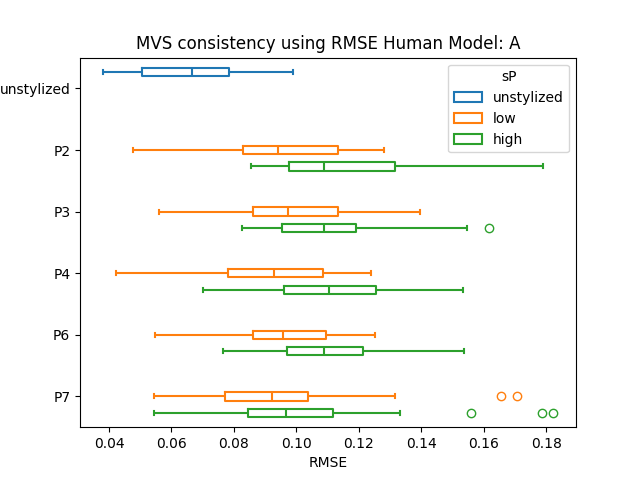 MVS consistency using RMSE Human Model: A
sP
unstylized
low
high
unstylized
P2
P3
P4
P6
P7
0.04 0.06 0.08 0.10 0.12 0.14 0.16 0.18
RMSE